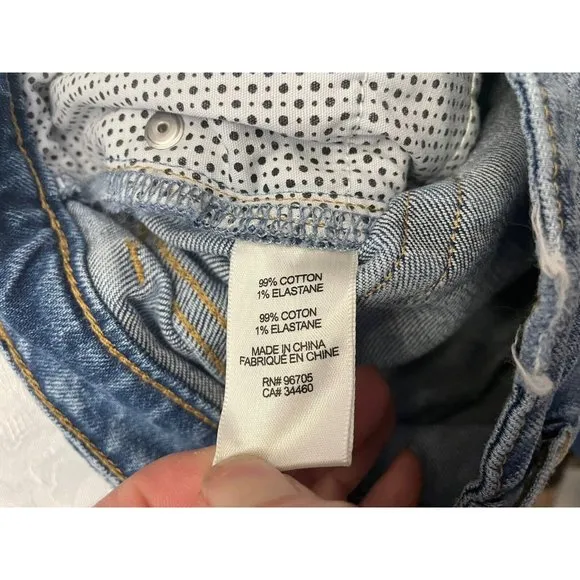 99% COTTON
1% ELASTANE
99% COTON
1% ELASTANE
MADE IN CHINA
FABRIQUÉ EN CHINE
RN# 96705
CA# 34460